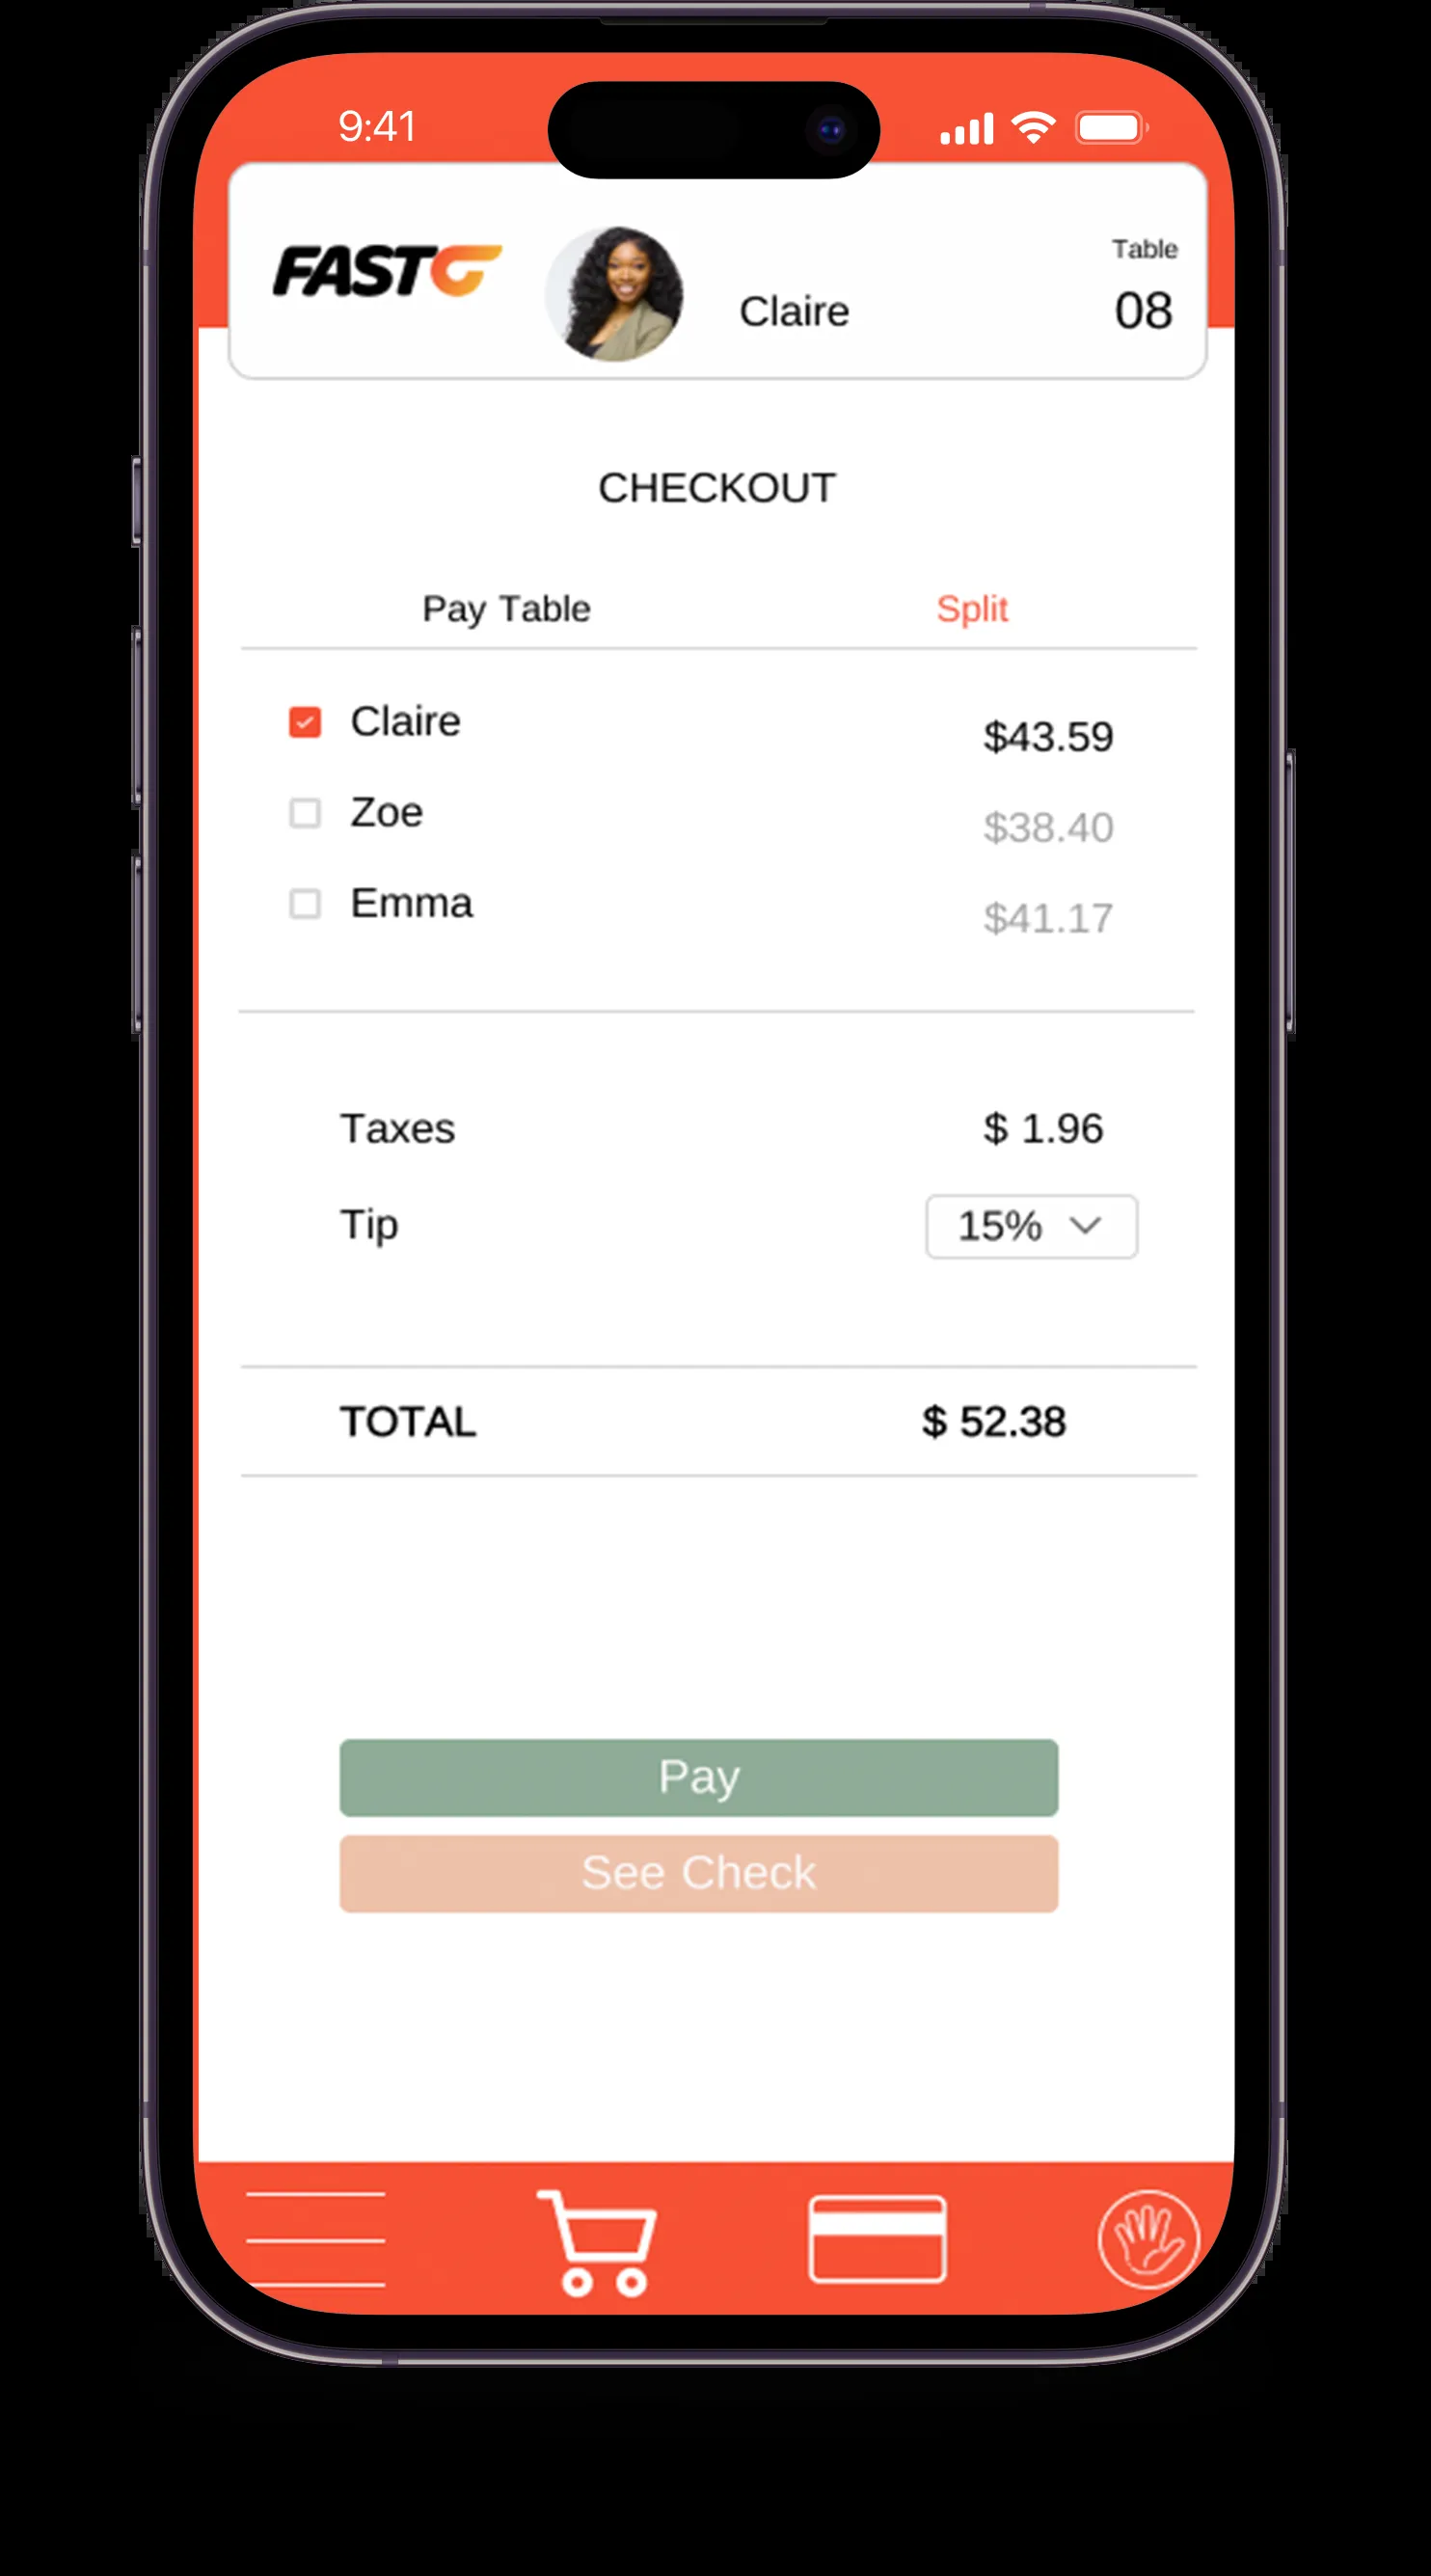 9:41
FAST
Claire
Table
08
CHECKOUT
Pay Table
Split
Claire
$43.59
Zoe
$38.40
Emma
$41.17
Taxes
$ 1.96
Tip
15%
TOTAL
$ 52.38
Pay
See Check